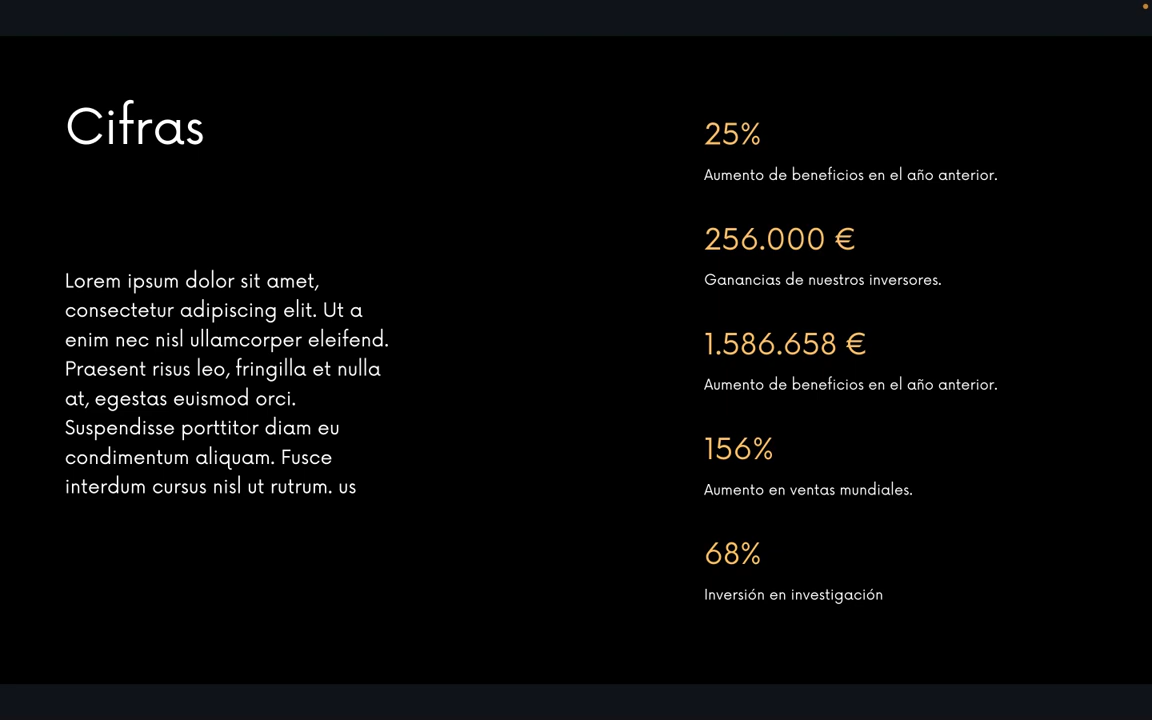 Cifras
Lorem ipsum dolor sit amet,
consectetur adipiscing elit. Ut a
enim nec nisl ullamcorper eleifend.
Praesent risus leo, fringilla et nulla
at, egestas euismod orci.
Suspendisse porttitor diam eu
condimentum aliquam. Fusce
interdum cursus nisl ut rutrum. us
25%
Aumento de beneficios en el año anterior.
256.000 €
Ganancias de nuestros inversores.
1.586.658 €
Aumento de beneficios en el año anterior.
156%
Aumento en ventas mundiales.
68%
Inversión en investigación